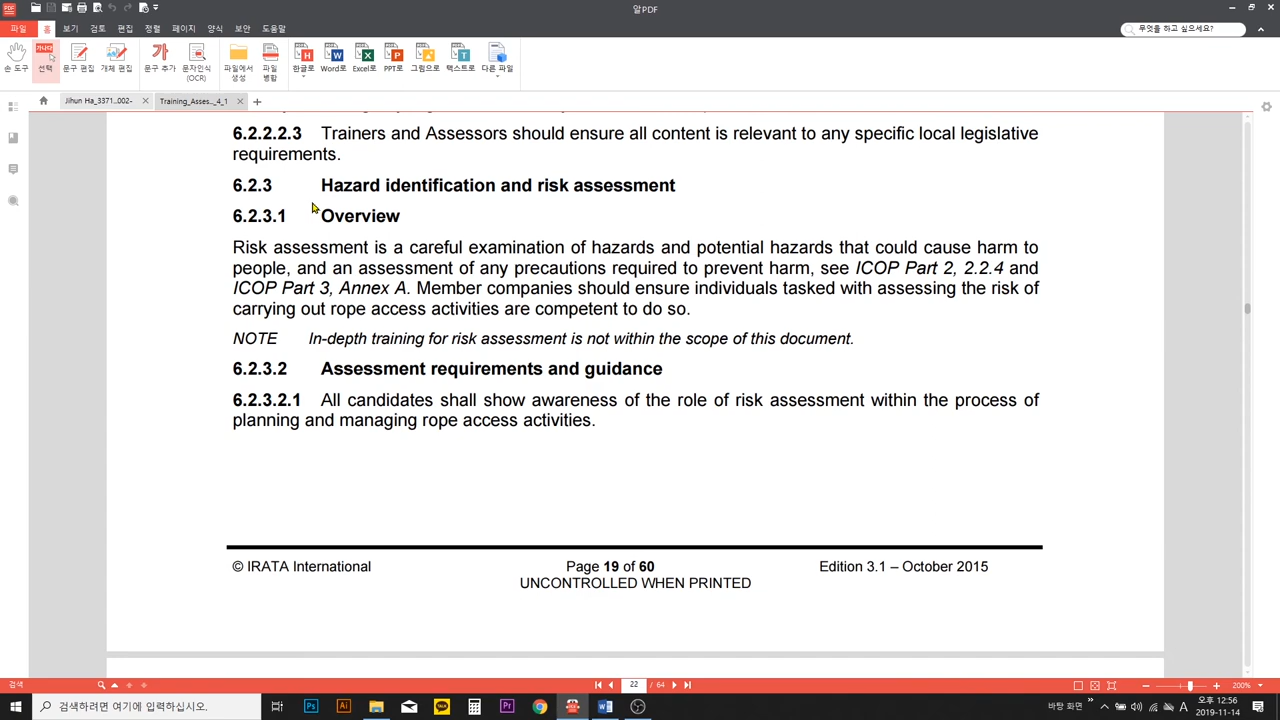 알PDF
파일 홈 보기 검토 편집 정렬 페이지 양식 보안 도움말
무엇을 하고 싶으세요?
손 도구 가나다 선택 문구 편집 개체 편집 문구 추가 문자인식 (OCR) 파일에서 생성 파일 병합 한글로 Word로 Excel로 PPT로 그림으로 텍스트로 다른 파일
Jihun Ha_3371...002- Training_Asses..._4_1
6.2.2.2.3 Trainers and Assessors should ensure all content is relevant to any specific local legislative
requirements.
6.2.3 Hazard identification and risk assessment
6.2.3.1 Overview
Risk assessment is a careful examination of hazards and potential hazards that could cause harm to
people, and an assessment of any precautions required to prevent harm, see ICOP Part 2, 2.2.4 and
ICOP Part 3, Annex A. Member companies should ensure individuals tasked with assessing the risk of
carrying out rope access activities are competent to do so.
NOTE In-depth training for risk assessment is not within the scope of this document.
6.2.3.2 Assessment requirements and guidance
6.2.3.2.1 All candidates shall show awareness of the role of risk assessment within the process of
planning and managing rope access activities.
© IRATA International Page 19 of 60 Edition 3.1 – October 2015
UNCONTROLLED WHEN PRINTED
검색 22 / 64 200%
검색하려면 여기에 입력하십시오. 바탕 화면 A 오후 12:56
2019-11-14